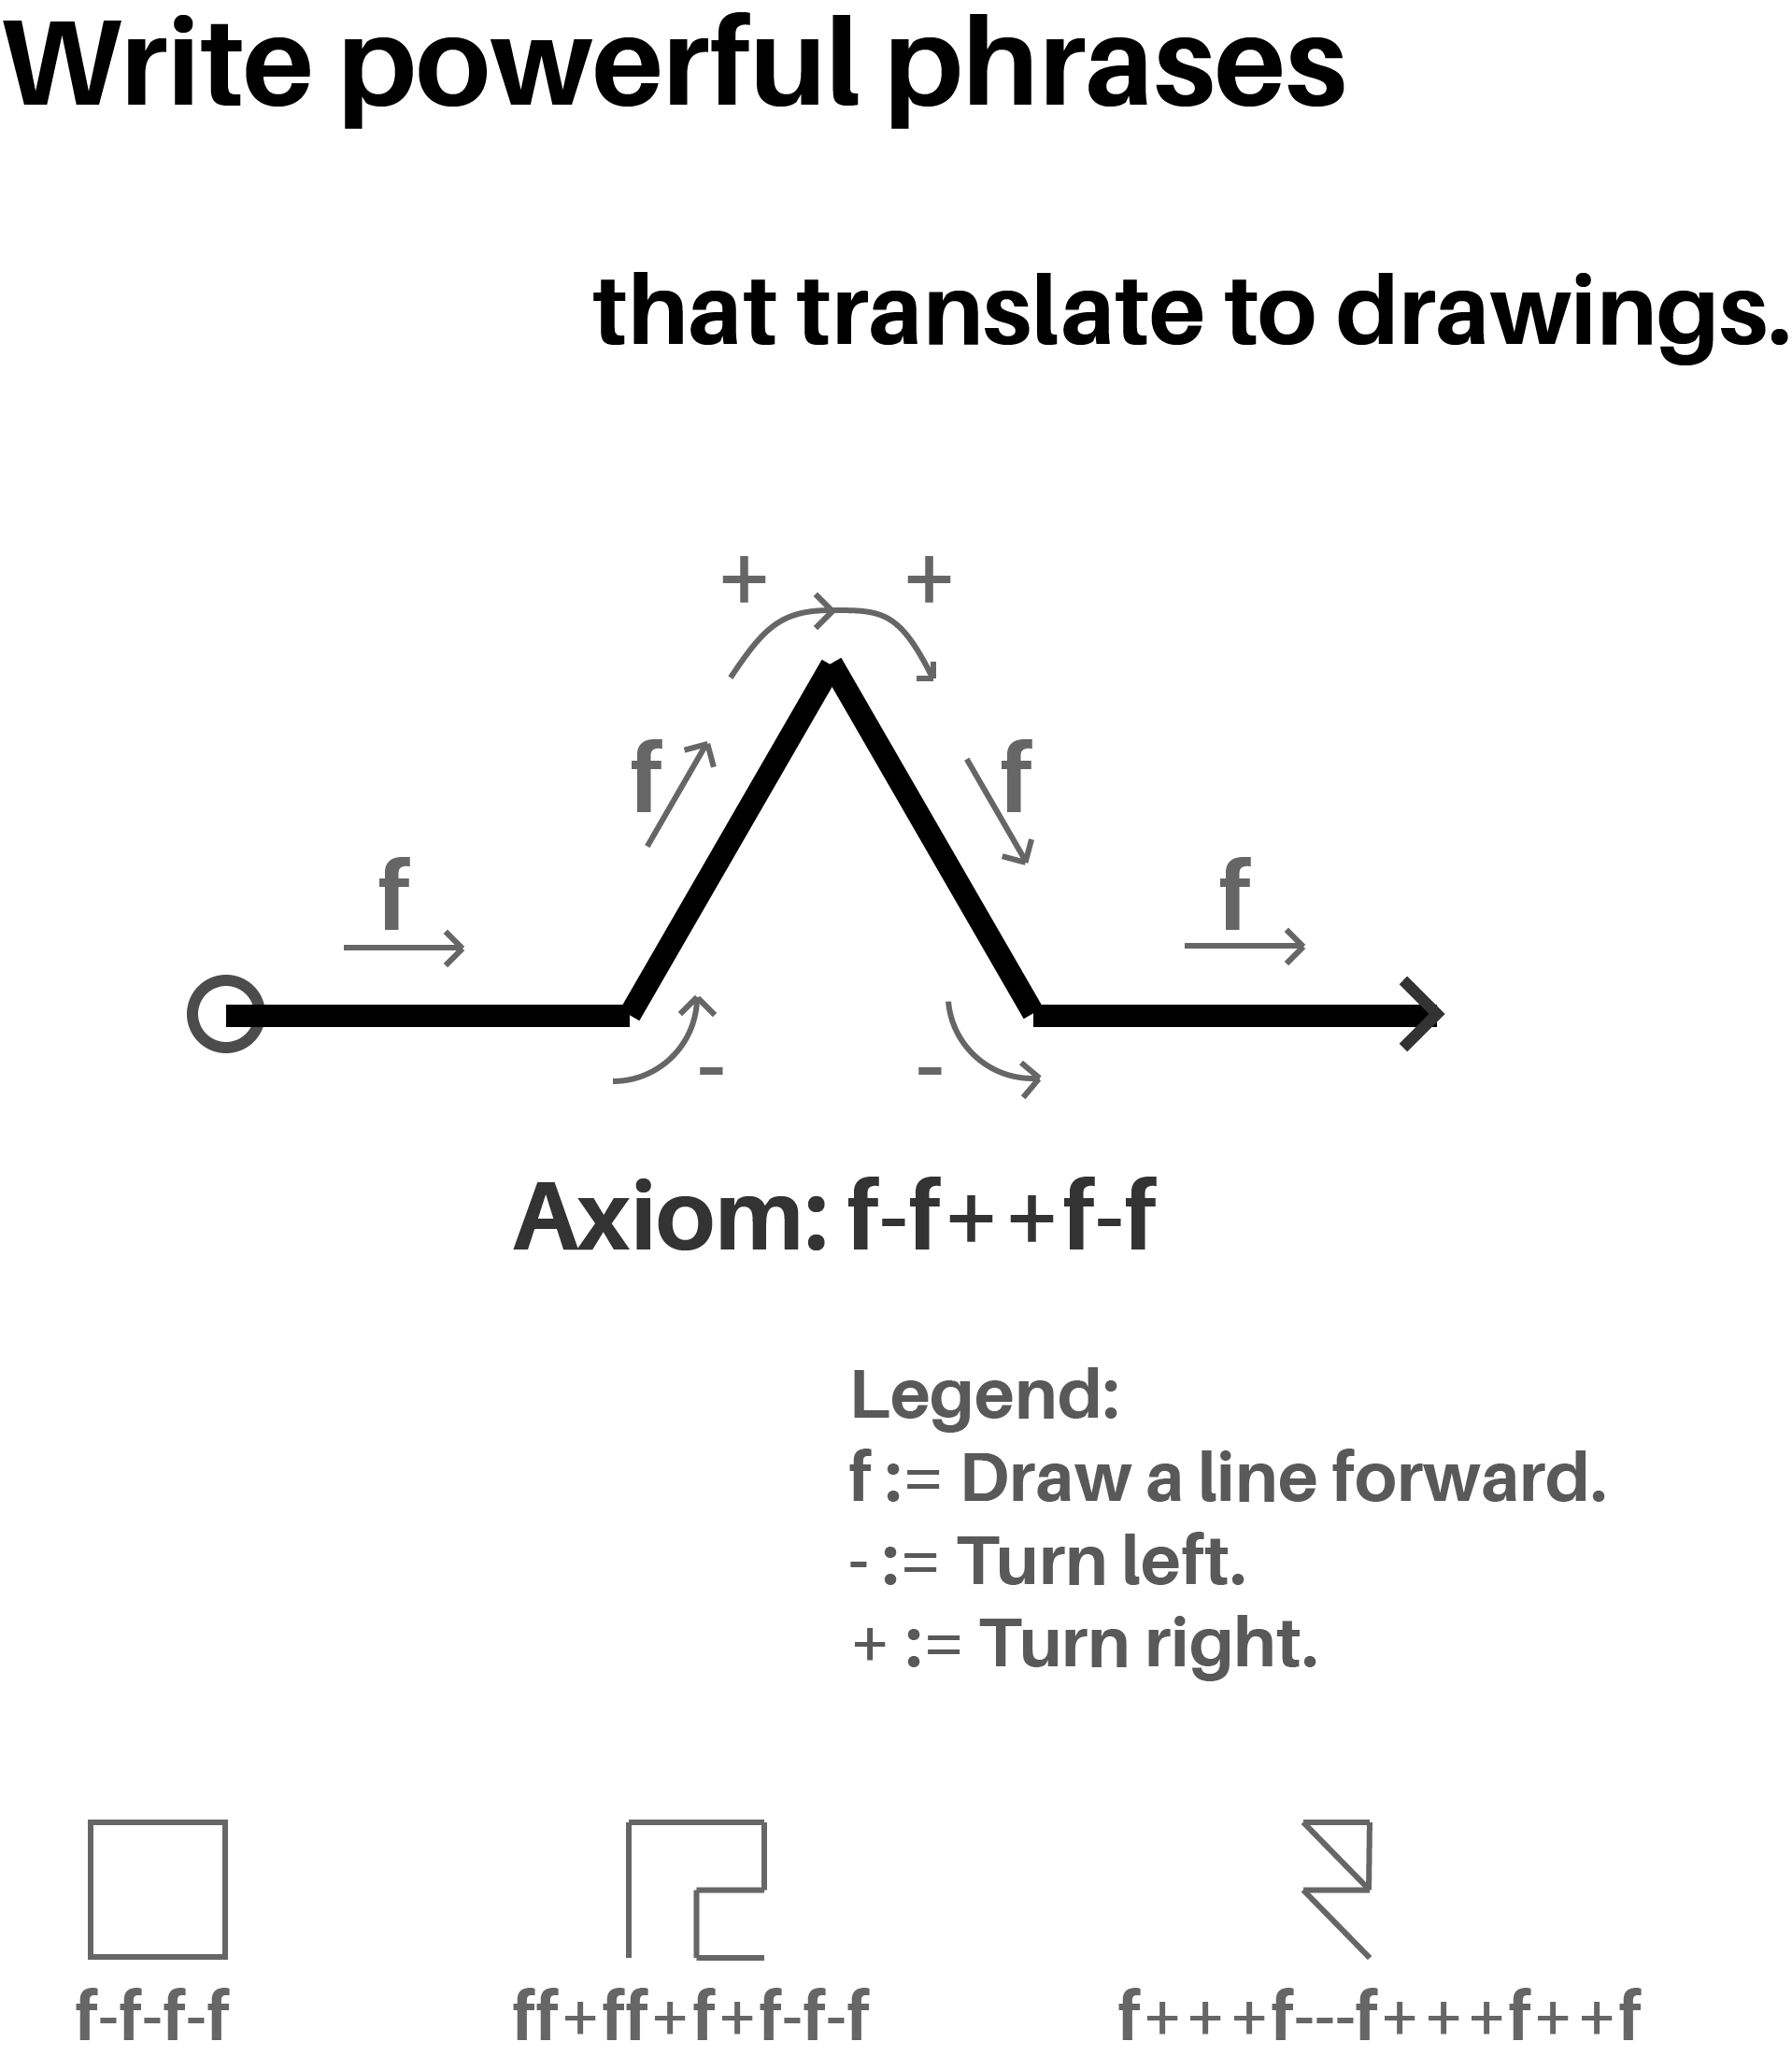 Write powerful phrases
that translate to drawings.
+ +
f f
f f
- -
Axiom: f-f++f-f
Legend:
f := Draw a line forward.
- := Turn left.
+ := Turn right.
f-f-f-f ff+ff+f+f-f-f f+++f---f+++f++f